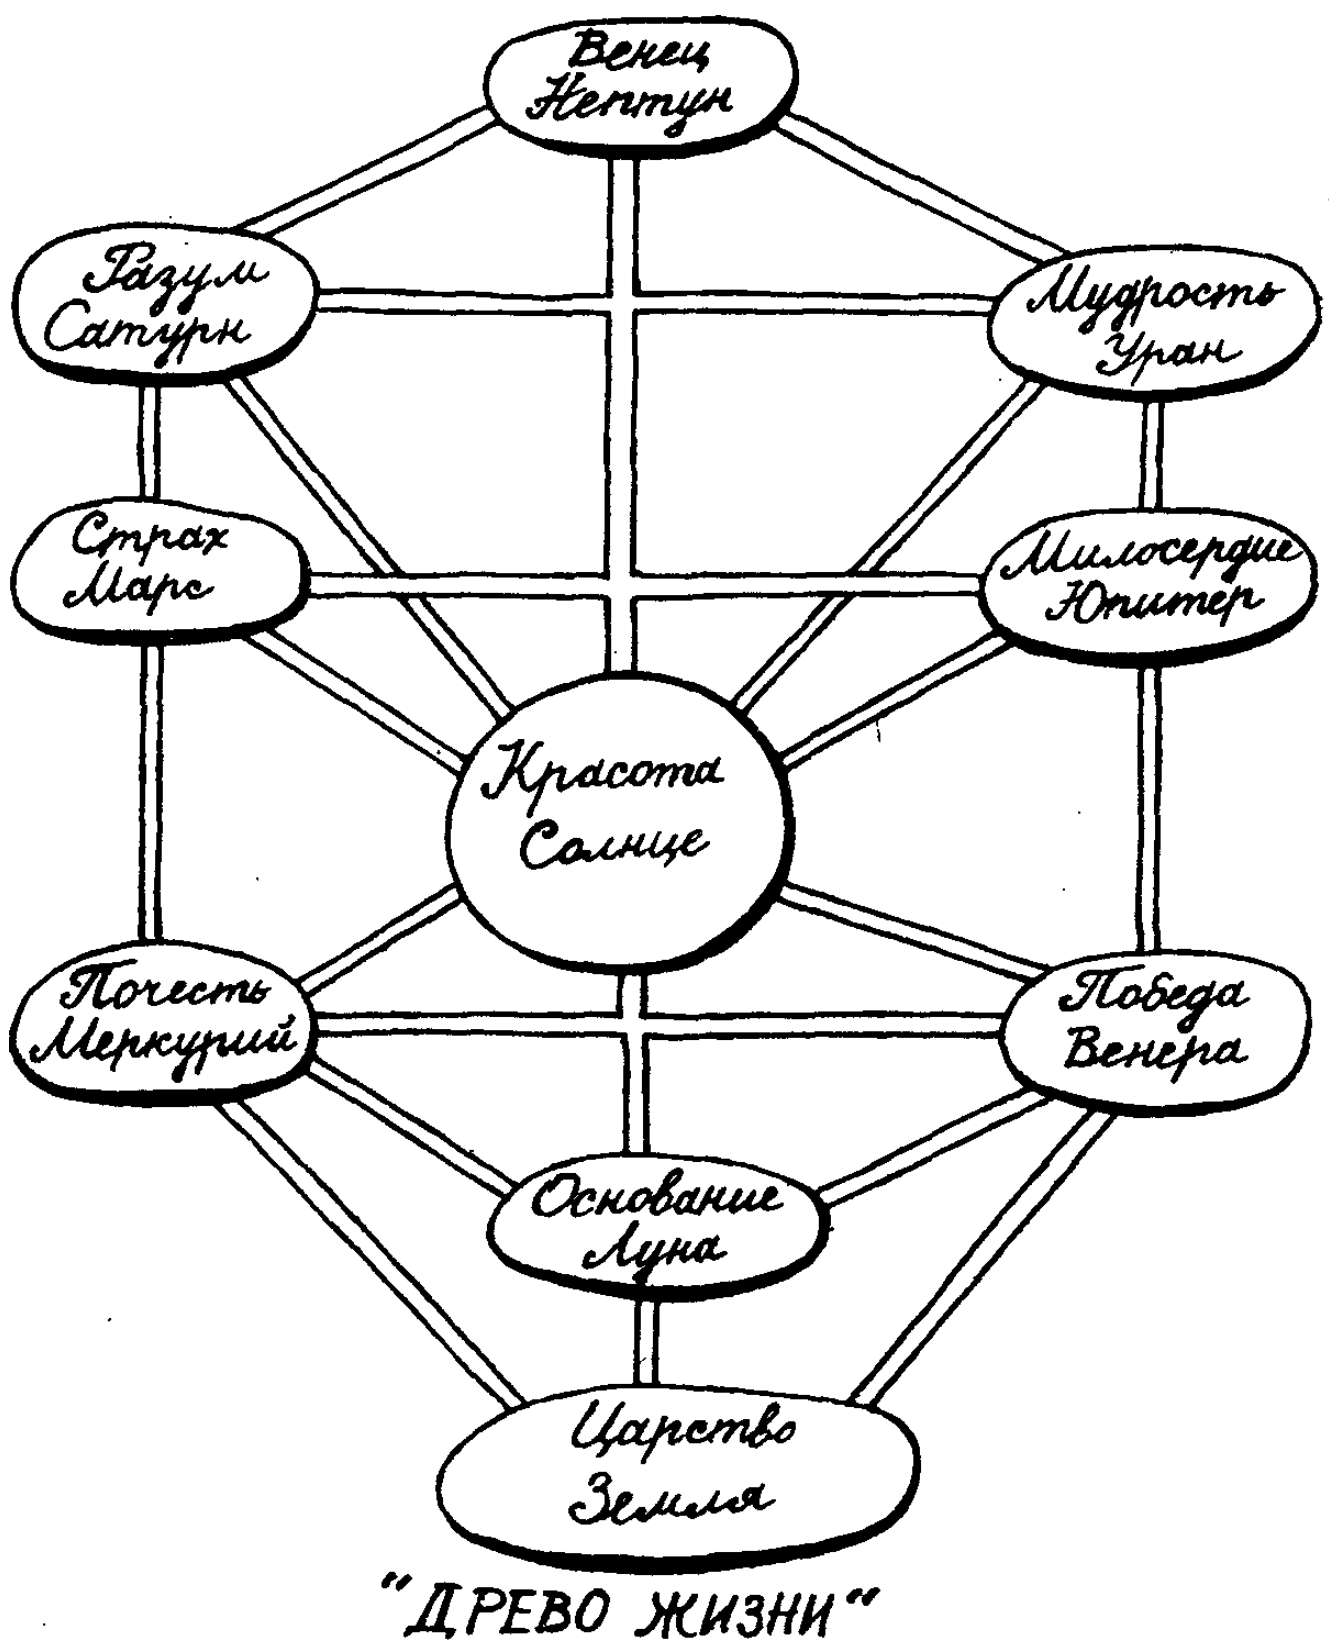 Венец
Нептун
Разум
Сатурн
Мудрость
Уран
Страх
Марс
Милосердие
Юпитер
Красота
Солнце
Почесть
Меркурий
Победа
Венера
Основание
Луна
Царство
Земля
"ДРЕВО ЖИЗНИ"